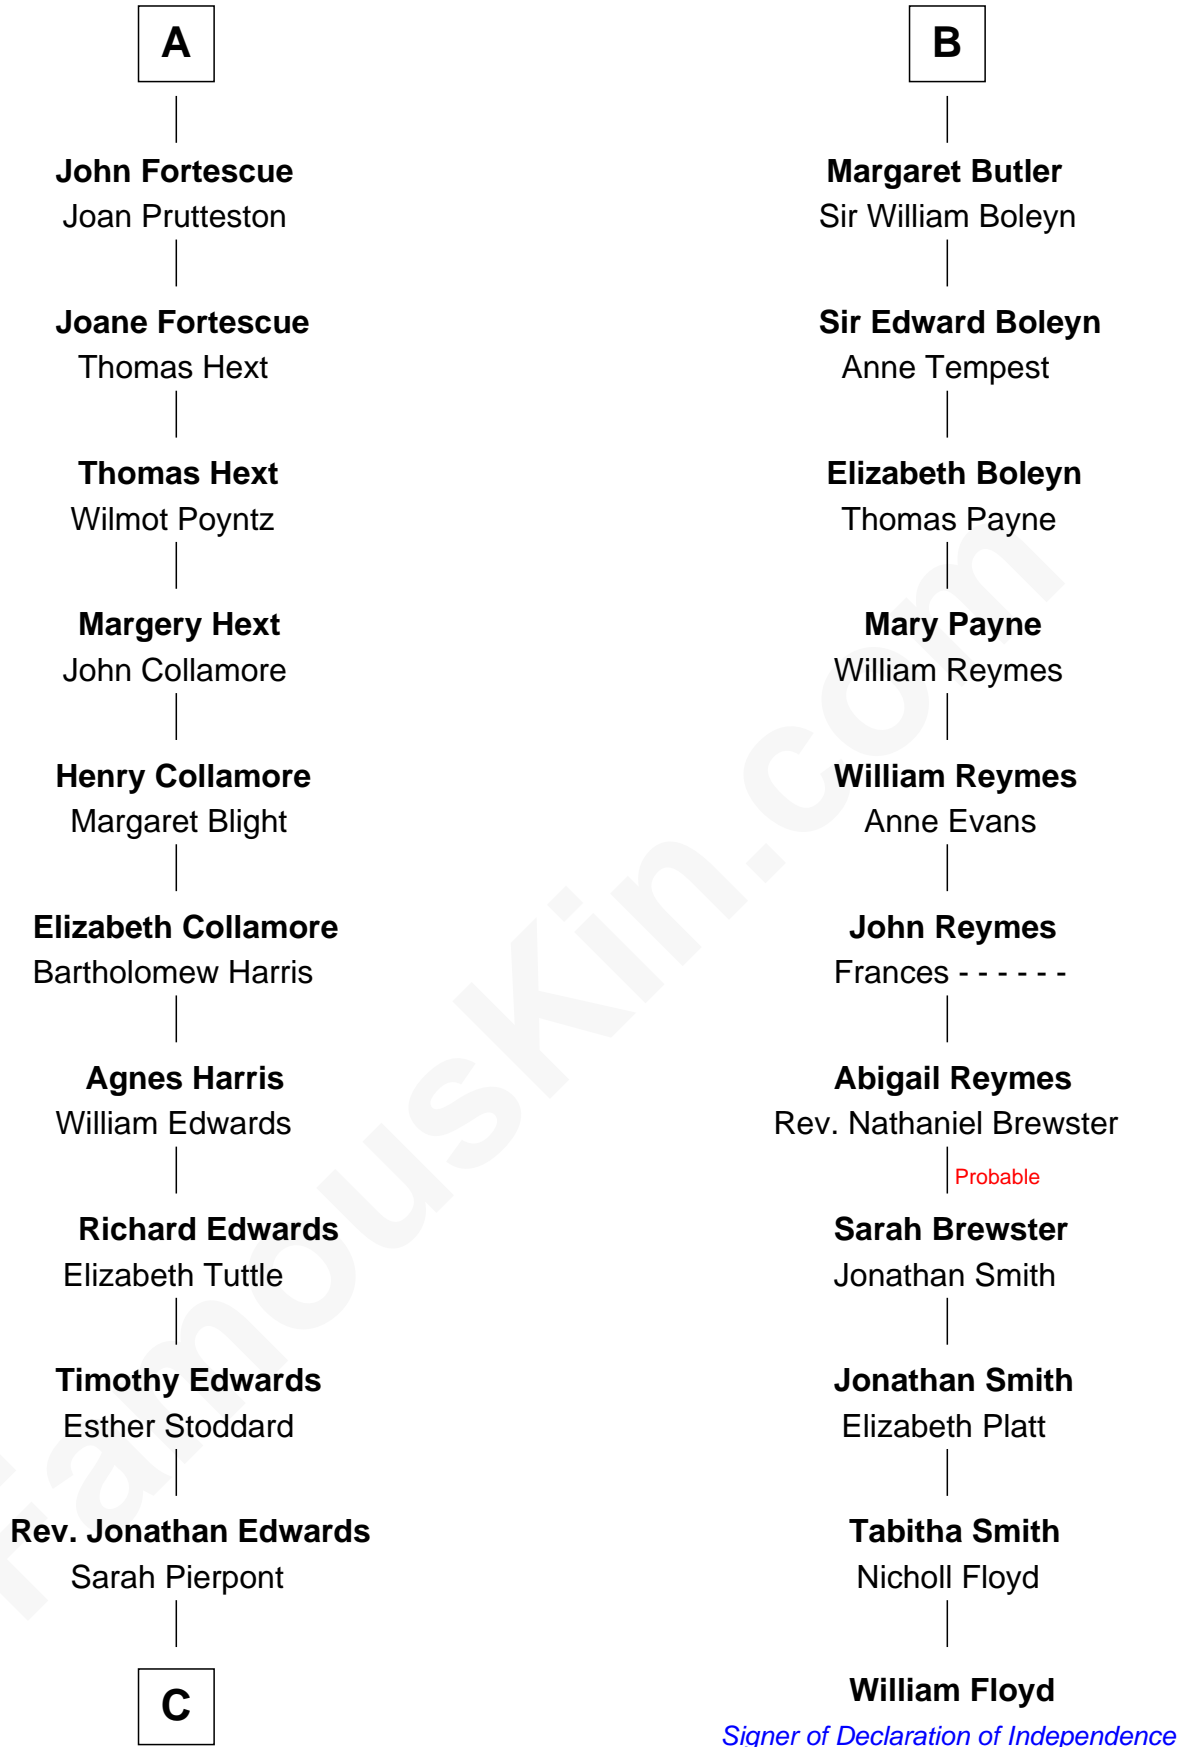 A
John Fortescue
Joan Prutteston
Joane Fortescue
Thomas Hext
Thomas Hext
Wilmot Poyntz
Margery Hext
John Collamore
Henry Collamore
Margaret Blight
Elizabeth Collamore
Bartholomew Harris
Agnes Harris
William Edwards
Richard Edwards
Elizabeth Tuttle
Timothy Edwards
Esther Stoddard
Rev. Jonathan Edwards
Sarah Pierpont
C
B
Margaret Butler
Sir William Boleyn
Sir Edward Boleyn
Anne Tempest
Elizabeth Boleyn
Thomas Payne
Mary Payne
William Reymes
William Reymes
Anne Evans
John Reymes
Frances - - - - - -
Abigail Reymes
Rev. Nathaniel Brewster
Probable
Sarah Brewster
Jonathan Smith
Jonathan Smith
Elizabeth Platt
Tabitha Smith
Nicholl Floyd
William Floyd
Signer of Declaration of Independence
FamousKin.com